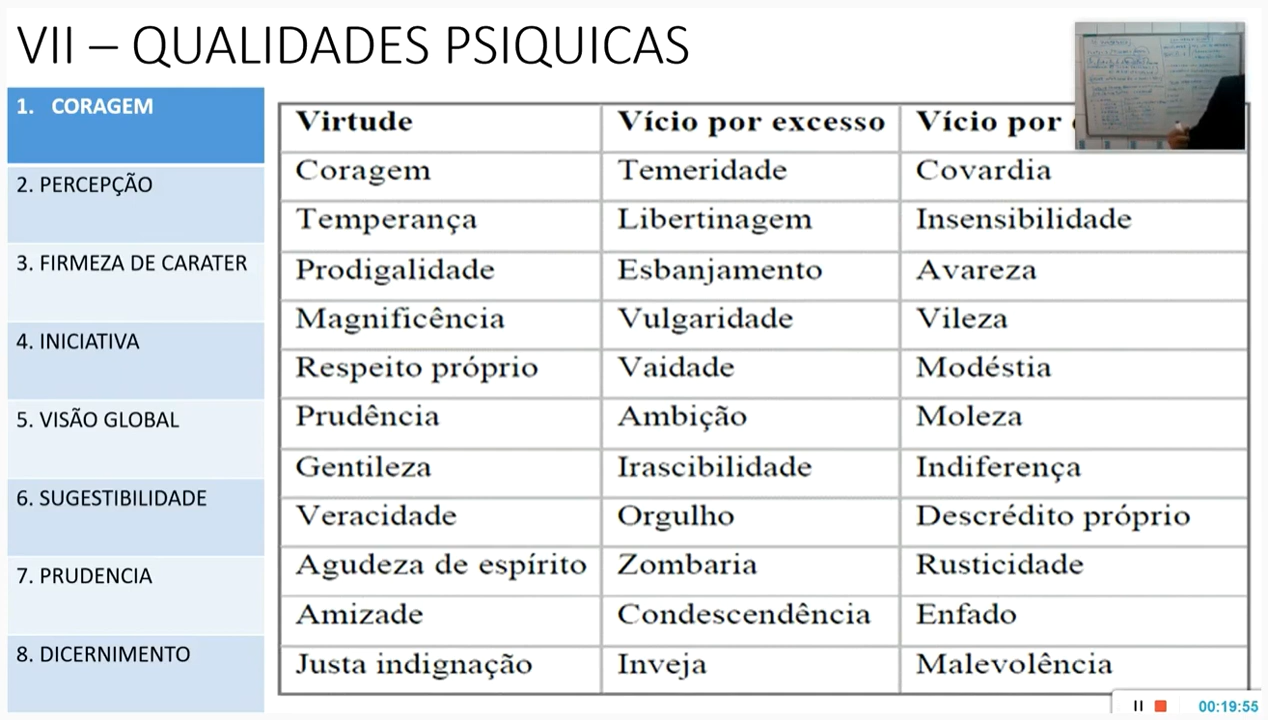 VII – QUALIDADES PSIQUICAS
1. CORAGEM
2. PERCEPÇÃO
3. FIRMEZA DE CARATER
4. INICIATIVA
5. VISÃO GLOBAL
6. SUGESTIBILIDADE
7. PRUDENCIA
8. DICERNIMENTO
Virtude Vício por excesso Vício por
Coragem Temeridade Covardia
Temperança Libertinagem Insensibilidade
Prodigalidade Esbanjamento Avareza
Magnificência Vulgaridade Vileza
Respeito próprio Vaidade Modéstia
Prudência Ambição Moleza
Gentileza Irascibilidade Indiferença
Veracidade Orgulho Descrédito próprio
Agudeza de espírito Zombaria Rusticidade
Amizade Condescendência Enfado
Justa indignação Inveja Malevolência
00:19:55